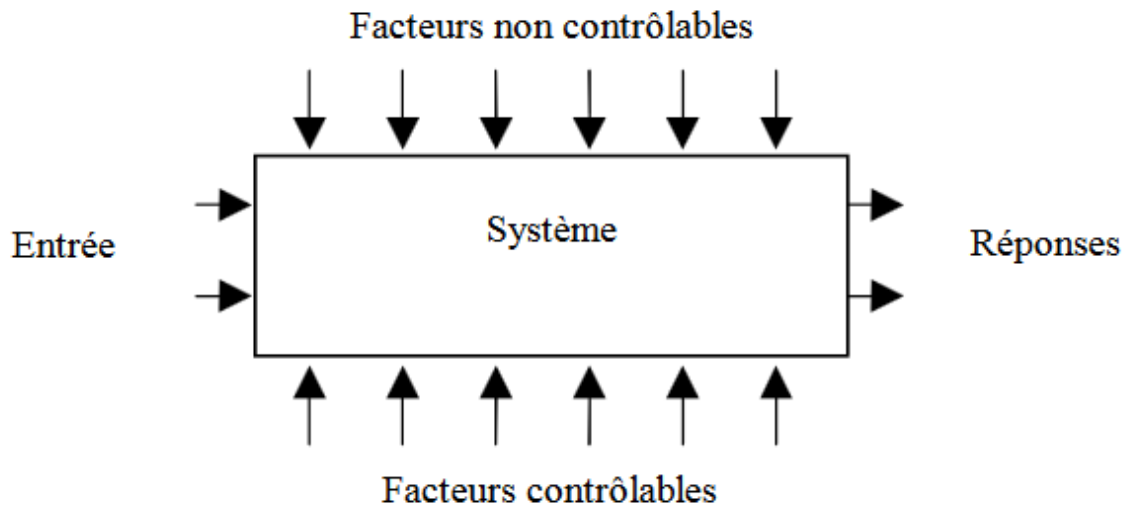 Facteurs non contrôlables
Système
Entrée
Réponses
Facteurs contrôlables